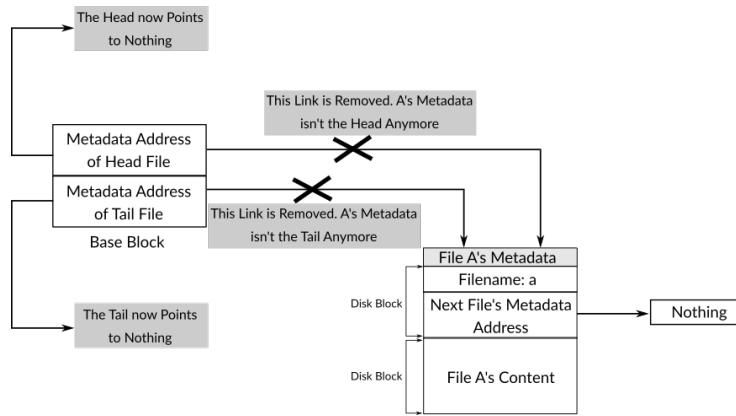 The Head now Points
to Nothing
This Link is Removed. A's Metadata
isn't the Head Anymore
Metadata Address
of Head File
Metadata Address
of Tail File
Base Block
This Link is Removed. A's Metadata
isn't the Tail Anymore
File A's Metadata
Filename: a
Disk Block
Next File's Metadata
Address
Nothing
The Tail now Points
to Nothing
Disk Block
File A's Content